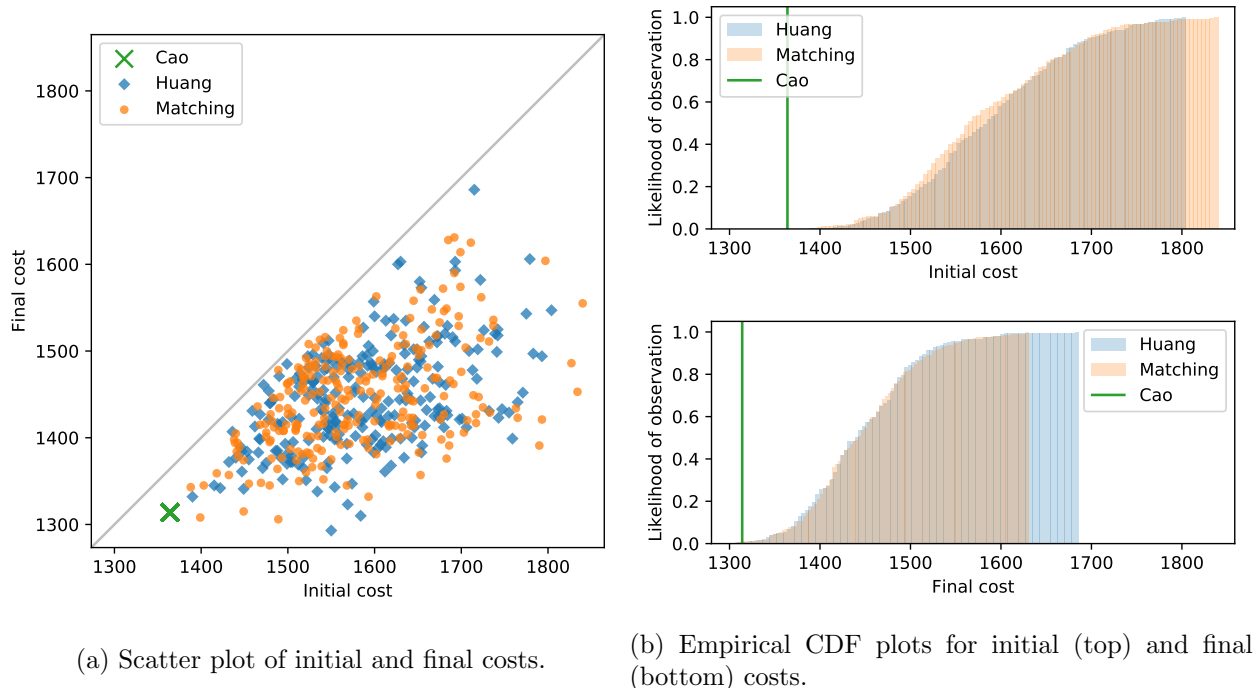 Cao
Huang
Matching
1800
1700
1600
1500
1400
1300
Final cost
1300 1400 1500 1600 1700 1800
Initial cost
(a) Scatter plot of initial and final costs.
1.0
0.8
0.6
0.4
0.2
0.0
Likelihood of observation
Huang
Matching
Cao
1300 1400 1500 1600 1700 1800
Initial cost
1.0
0.8
0.6
0.4
0.2
0.0
Likelihood of observation
Huang
Matching
Cao
1300 1400 1500 1600 1700 1800
Final cost
(b) Empirical CDF plots for initial (top) and final
(bottom) costs.